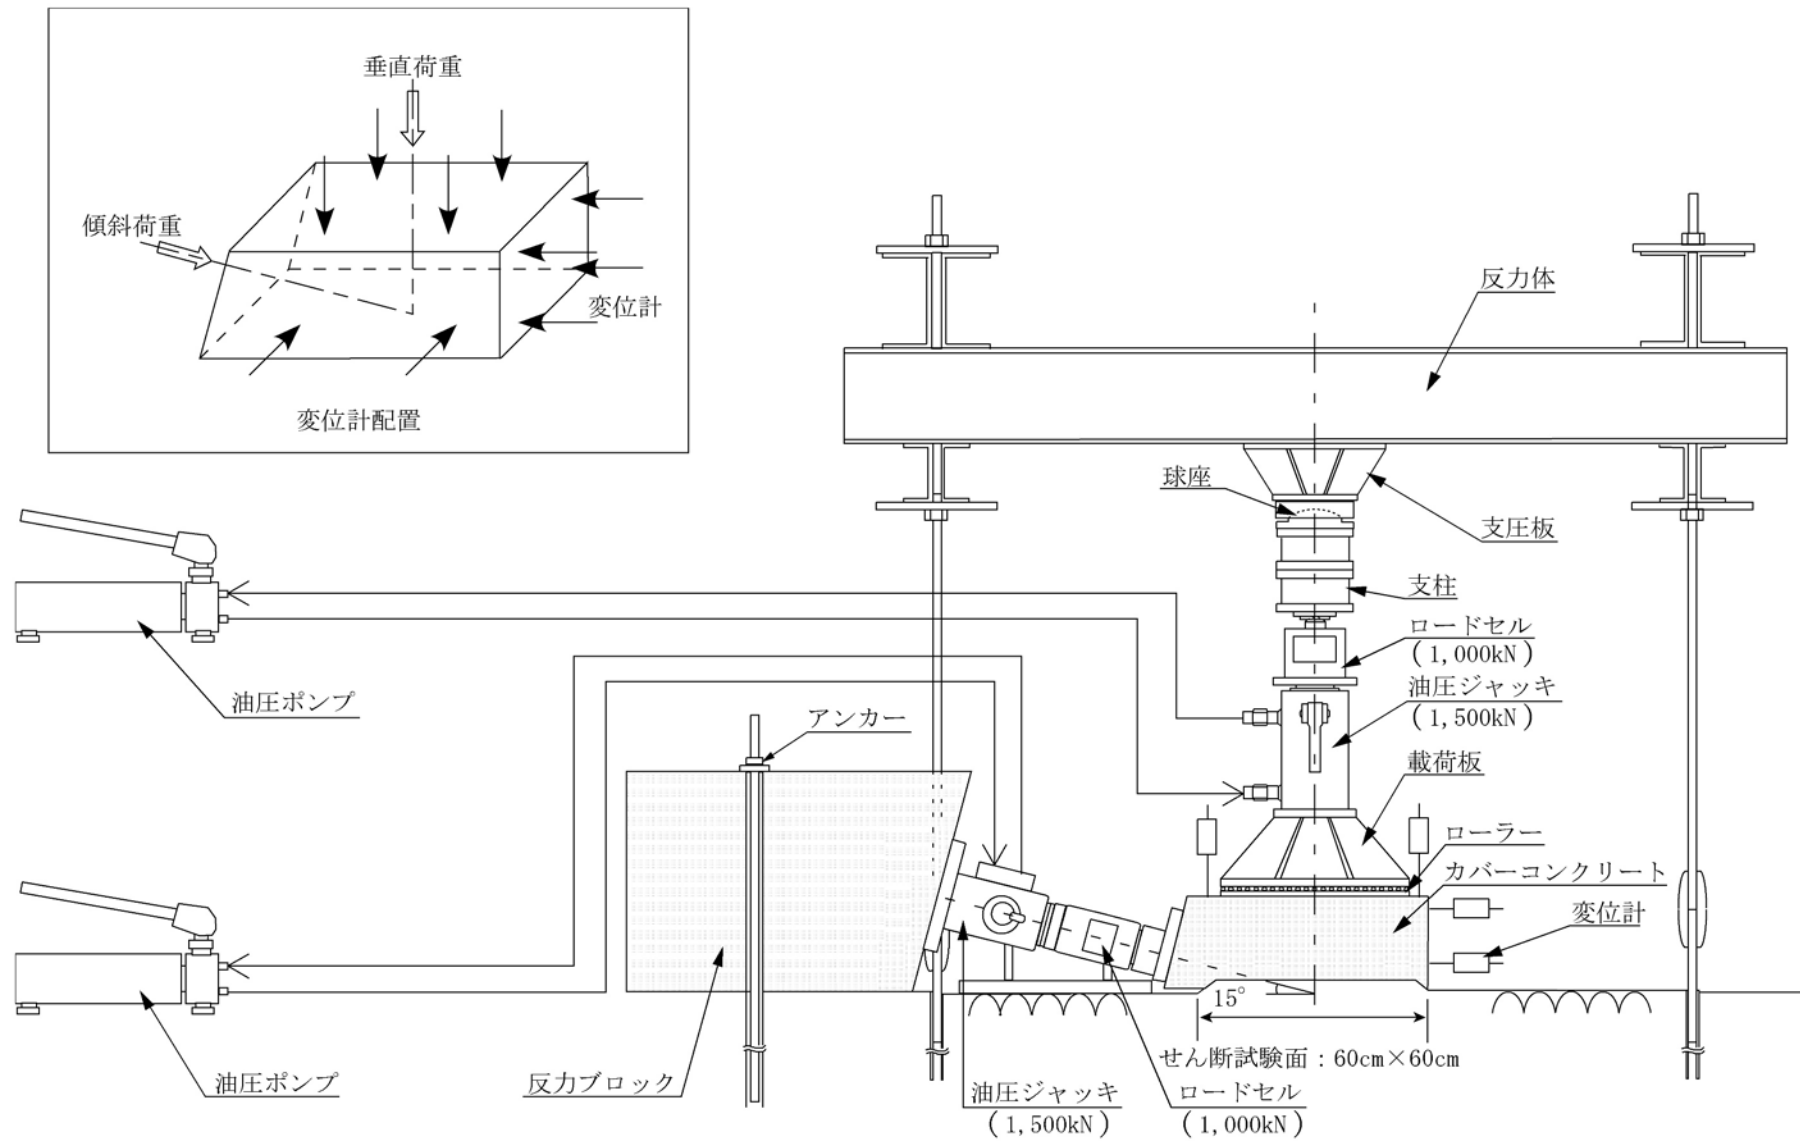 垂直荷重
傾斜荷重
変位計
変位計配置
反力体
球座
支圧板
支柱
ロードセル
(1,000kN)
油圧ジャッキ
(1,500kN)
油圧ポンプ
アンカー
載荷板
ローラー
カバーコンクリート
変位計
15°
せん断試験面：60cm×60cm
油圧ポンプ
反力ブロック
油圧ジャッキ
(1,500kN)
ロードセル
(1,000kN)